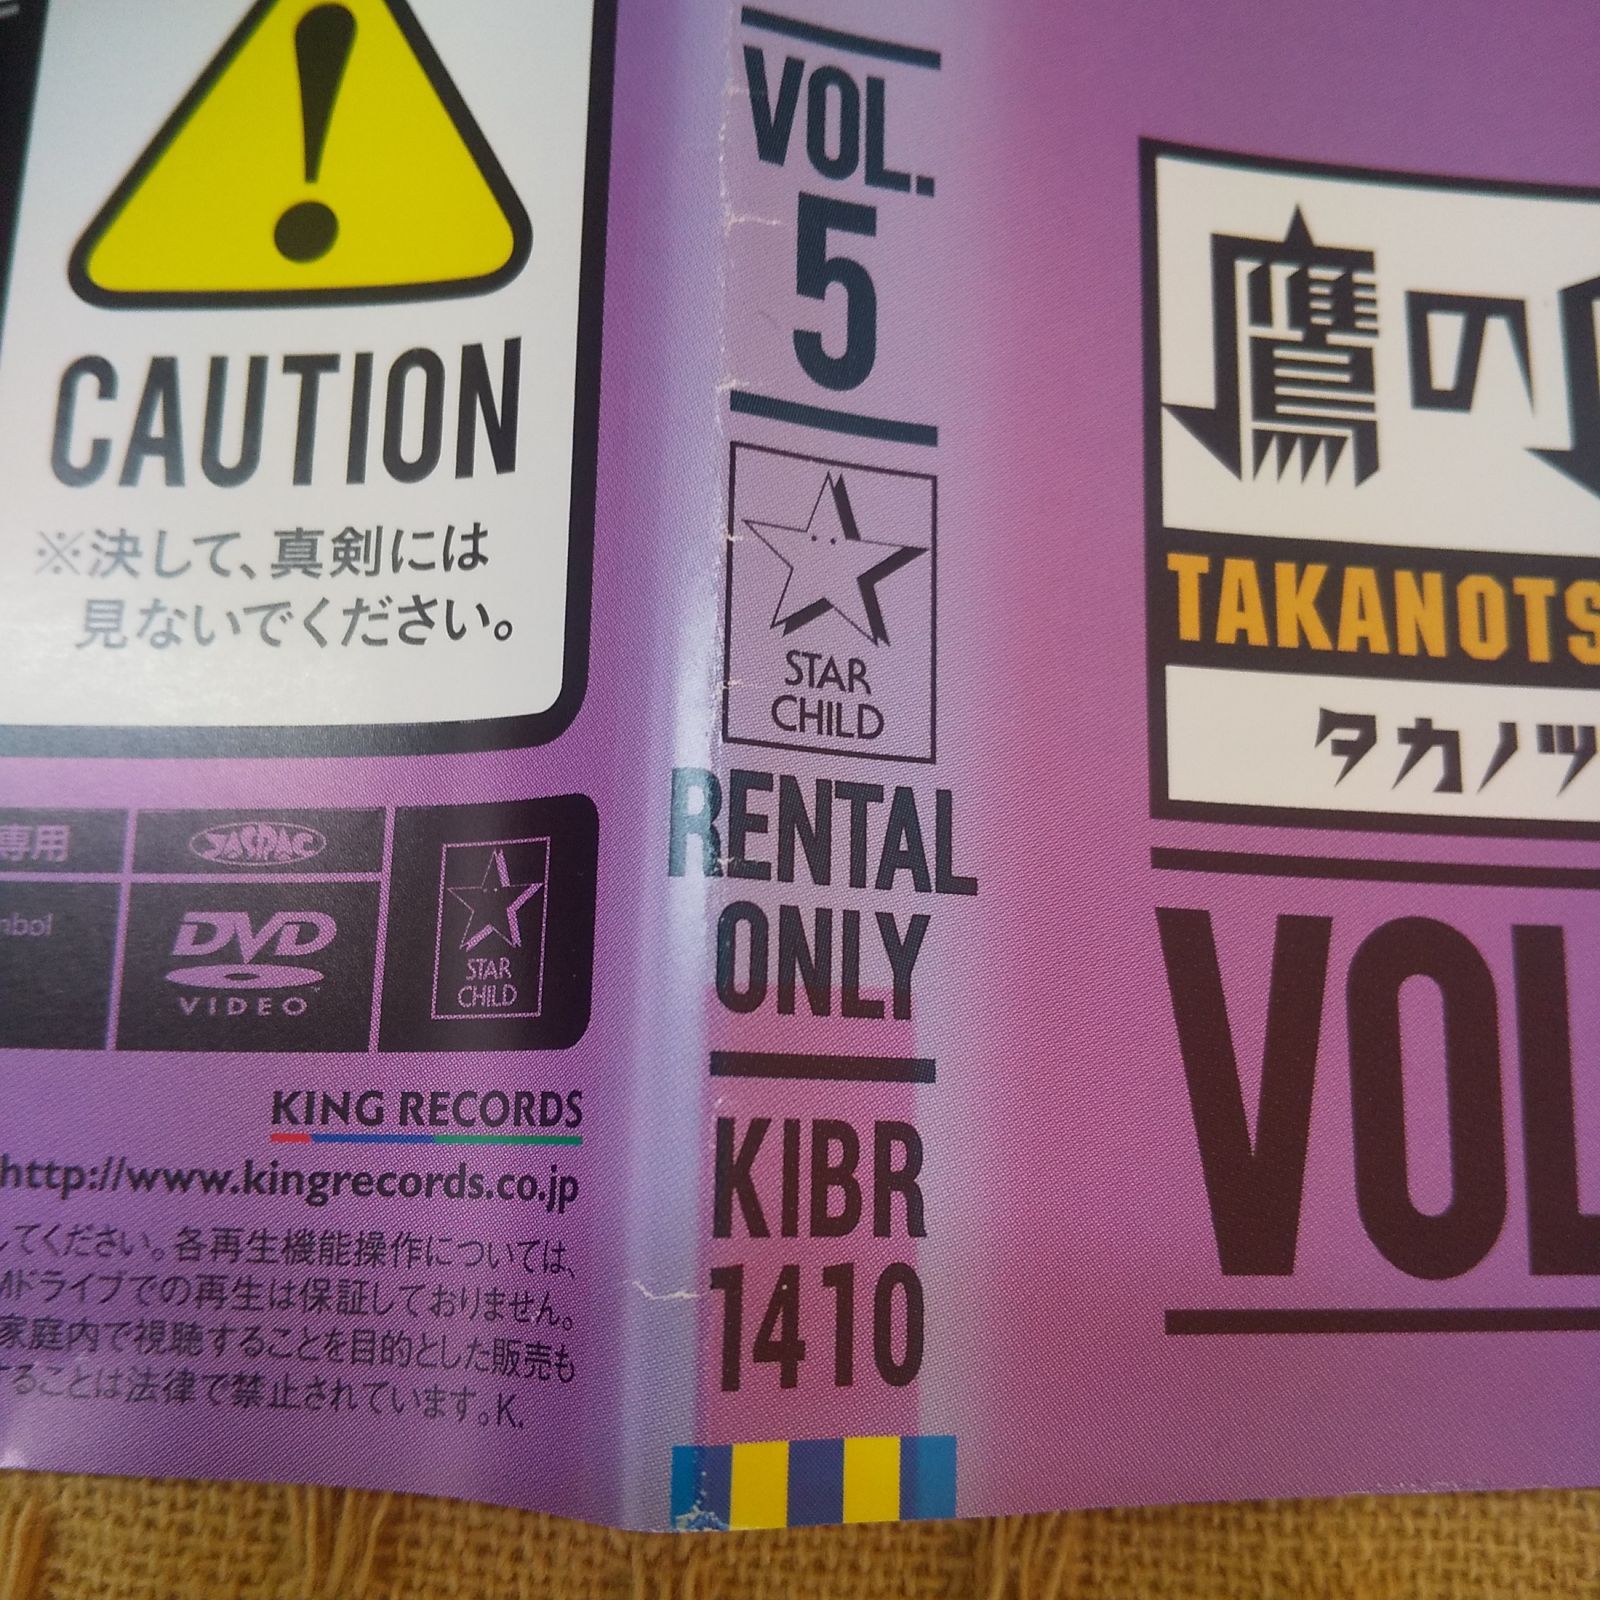 CAUTION
※決して、真剣には
見ないでください。
専用
JASPAC
mbol
DVD
VIDEO
STAR
CHILD
KING RECORDS
http://www.kingrecords.co.jp
してください。各再生機能操作については、
Mドライブでの再生は保証しておりません。
家庭内で視聴することを目的とした販売も
することは法律で禁止されています。K.
VOL.
5
STAR
CHILD
RENTAL
ONLY
KIBR
1410
鷹の
TAKANOTS
タカノツ
VOL